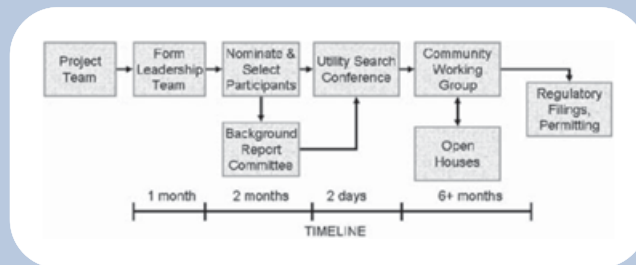 Project
Team
Form
Leadership
Team
Nominate &
Select
Participants
Utility Search
Conference
Community
Working
Group
Regulatory
Filings,
Permitting
Background
Report
Committee
Open
Houses
1 month
2 months
2 days
6+ months
TIMELINE